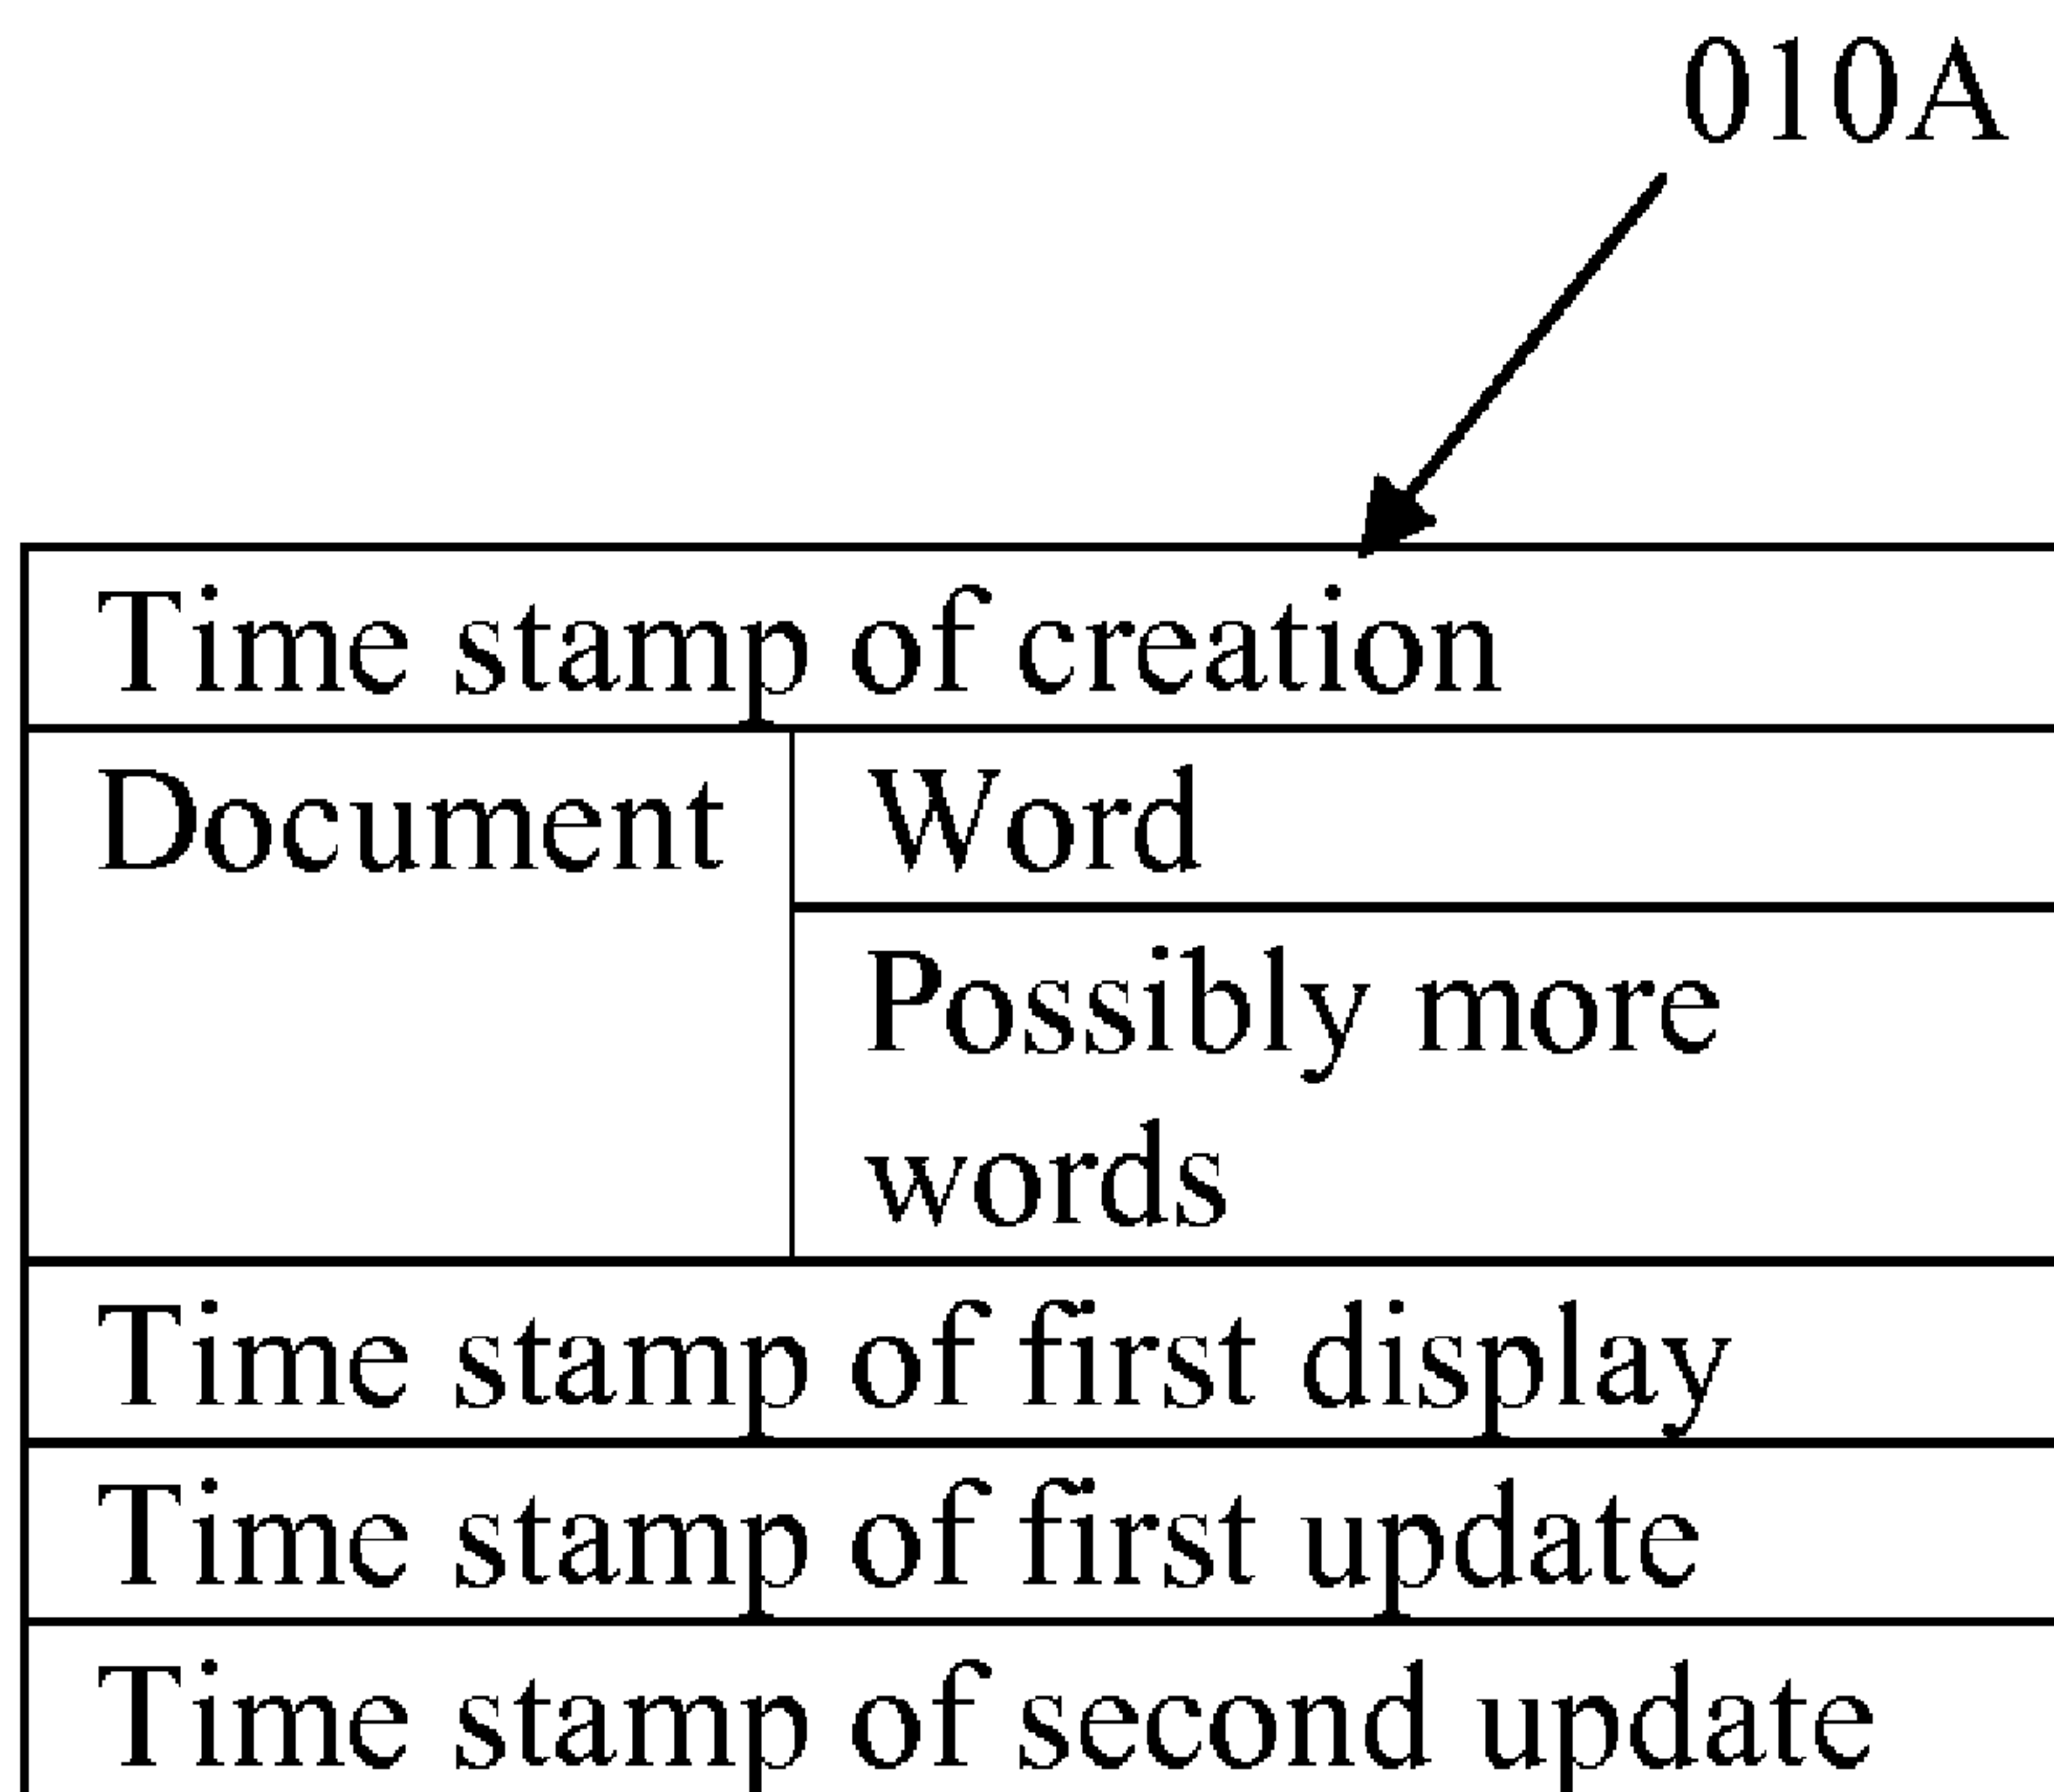 010A
Time stamp of creation
Document
Word
Possibly more
words
Time stamp of first display
Time stamp of first update
Time stamp of second update